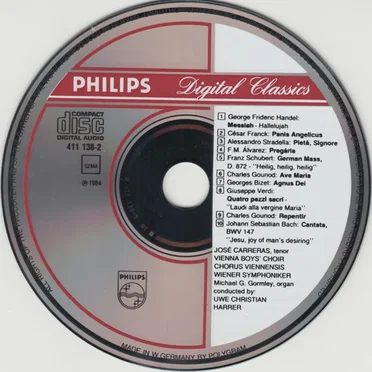 PHILIPS Digital Classics
COMPACT
disc
DIGITAL AUDIO
411 138-2
GEMA
℗ 1984
1 George Frideric Handel:
Messiah - Hallelujah
2 César Franck: Panis Angelicus
3 Alessandro Stradella: Pietà, Signore
4 F.M. Álvarez: Pregária
5 Franz Schubert: German Mass,
D. 872 - "Heilig, heilig, heilig"
6 Charles Gounod: Ave Maria
7 Georges Bizet: Agnus Dei
8 Giuseppe Verdi:
Quatro pezzi sacri -
"Laudi alla vergine Maria"
9 Charles Gounod: Repentir
10 Johann Sebastian Bach: Cantata,
BWV 147
"Jesu, joy of man's desiring"
JOSÉ CARRERAS, tenor
VIENNA BOYS' CHOIR
CHORUS VIENNENSIS
WIENER SYMPHONIKER
Michael G. Gormley, organ
conducted by:
UWE CHRISTIAN
HARRER
PHILIPS
MADE IN W. GERMANY BY POLYGRAM